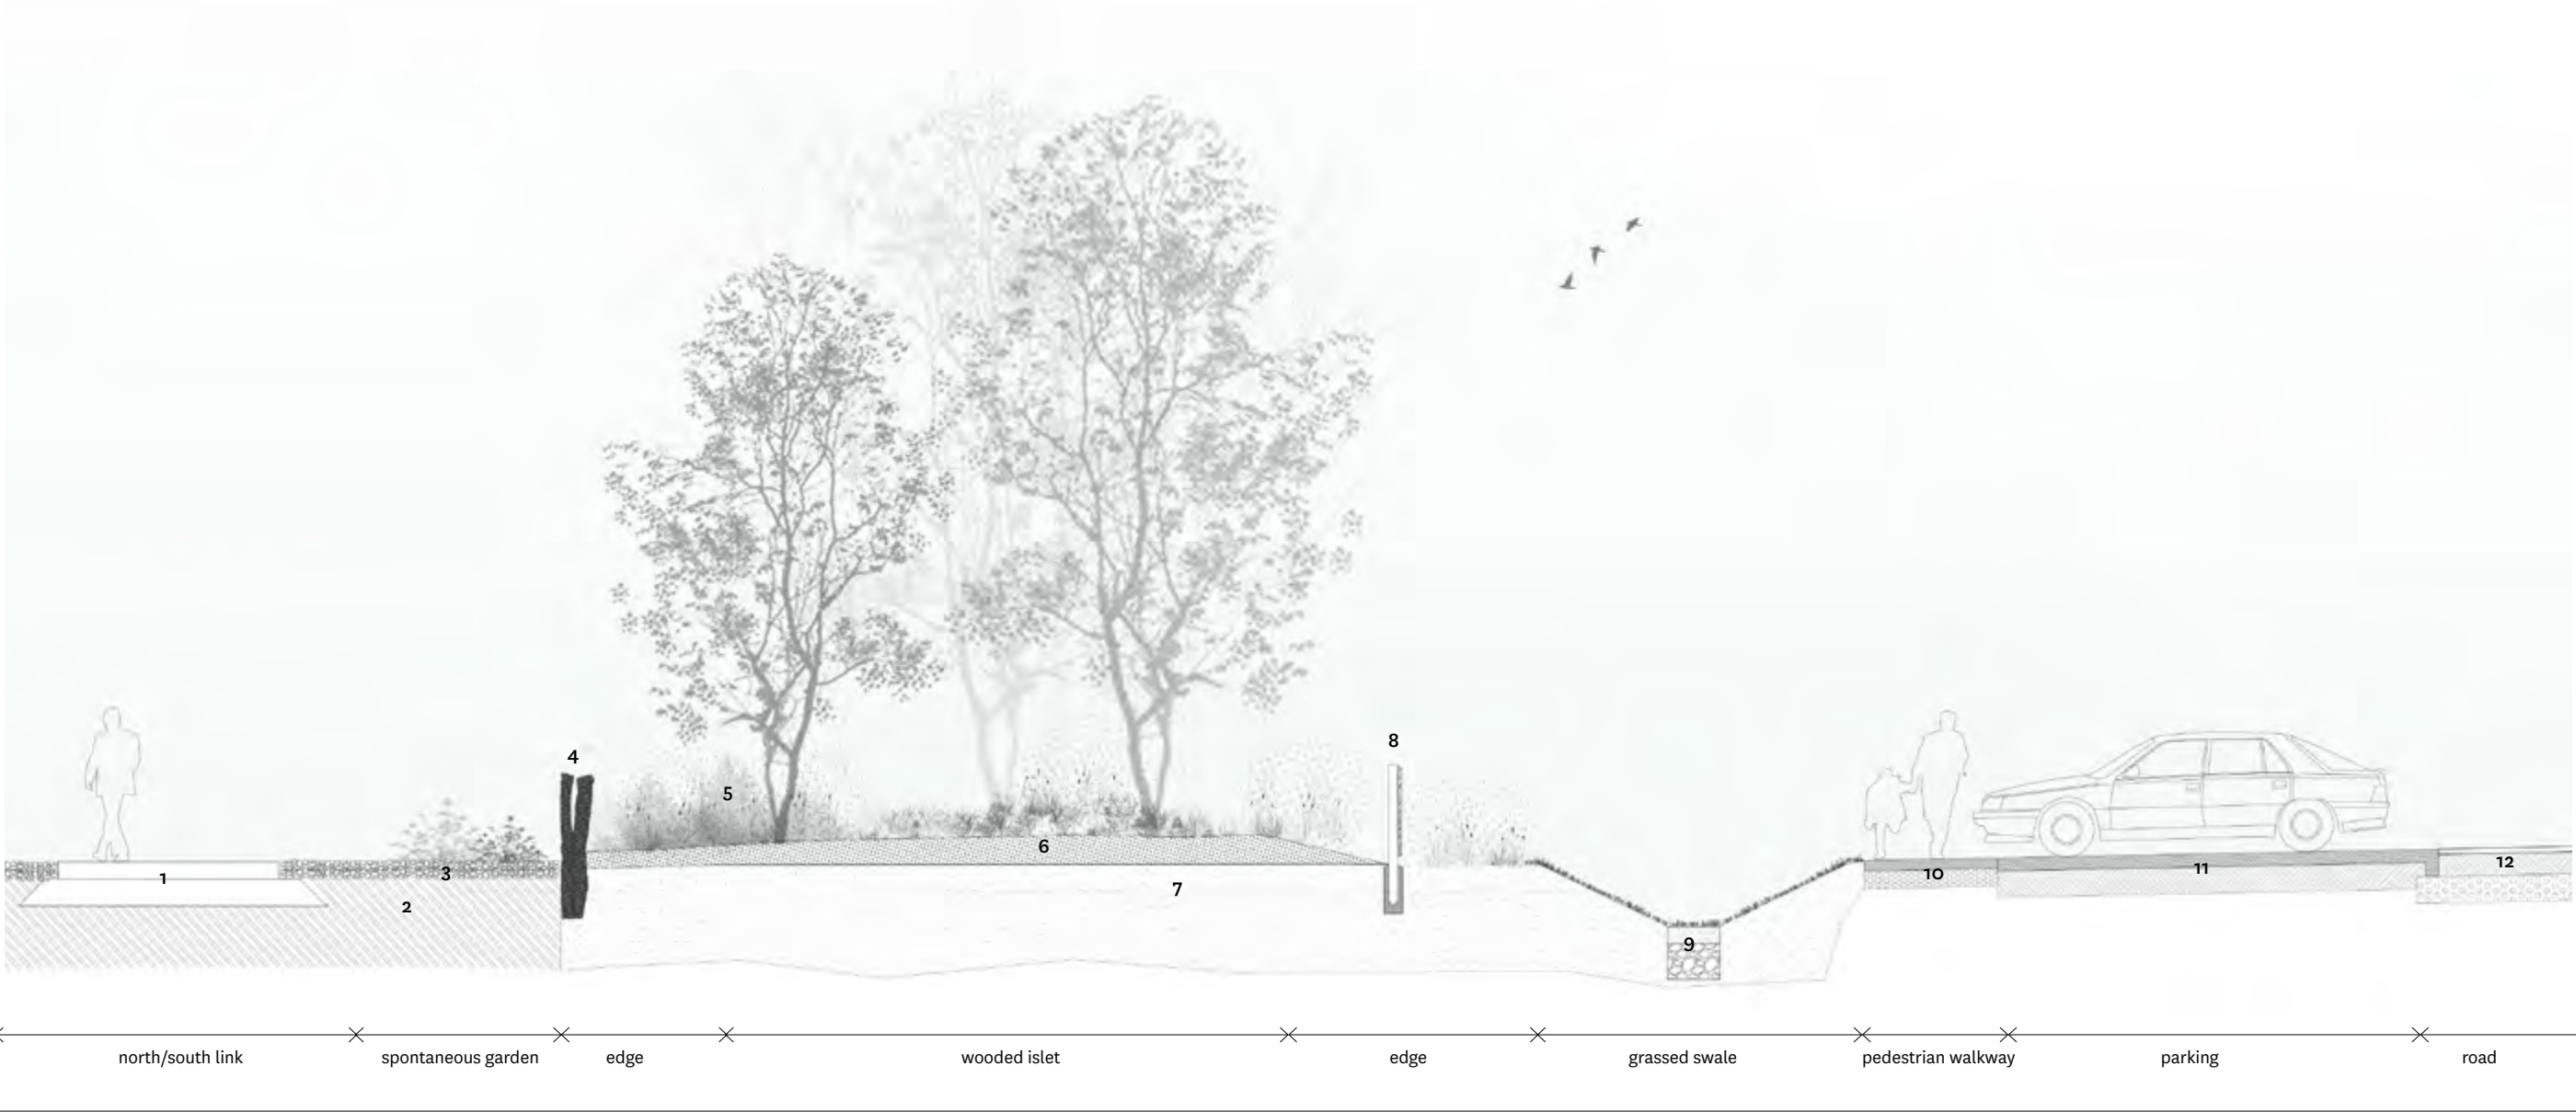 4
8
5
6
12
11
3
10
1
7
2
9
north/south link
spontaneous garden
edge
wooded islet
edge
grassed swale
pedestrian walkway
parking
road